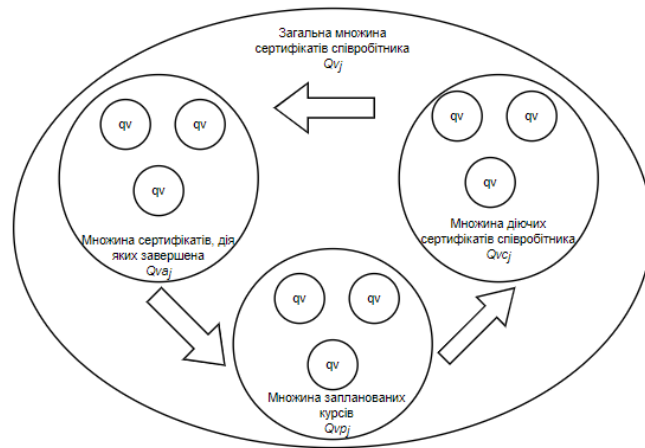 Загальна множина
сертифікатів співробітника
Qvj
qv
qv
qv
Множина сертифікатів, дія
яких завершена
Qvaj
qv
qv
qv
Множина діючих
сертифікатів співробітника
Qvcj
qv
qv
qv
Множина запланованих
курсів
Qvpj